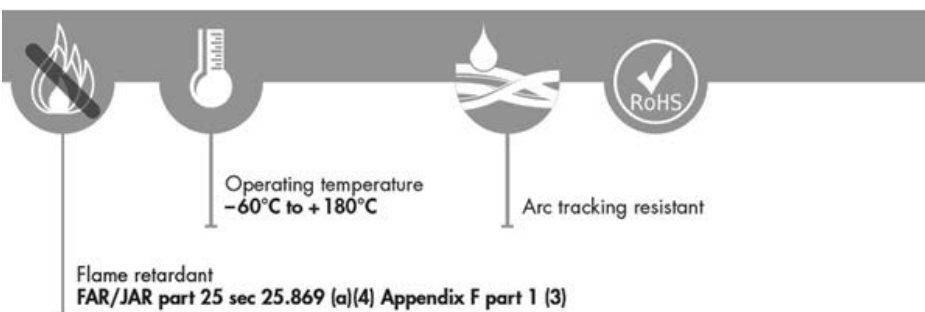 RoHS
Operating temperature
–60°C to +180°C
Arc tracking resistant
Flame retardant
FAR/JAR part 25 sec 25.869 (a)(4) Appendix F part 1 (3)